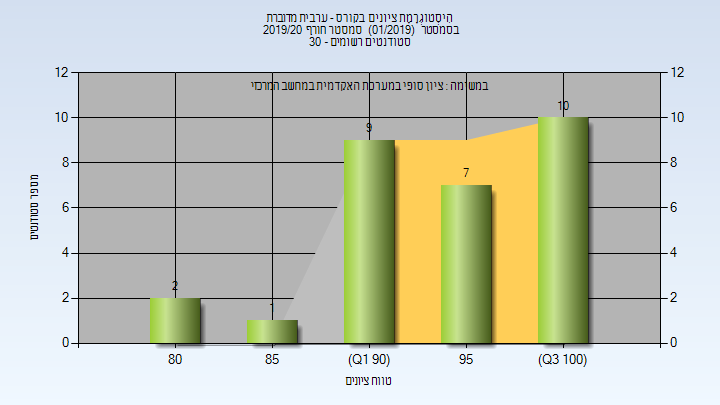 היסטוגרמת ציונים בקורס - ערבית מדוברת
בסמסטר (01/2019) סמסטר חורף 2019/20
סטודנטים רשומים - 30
במשימה : ציון סופי במערכת האקדמית במחשב המרכזי
12 12
10 10
8 8
6 6
4 4
2 2
0 0
2 1 9 7 10
מספר סטודנטים
80 85 (Q1 90) 95 (Q3 100)
טווח ציונים